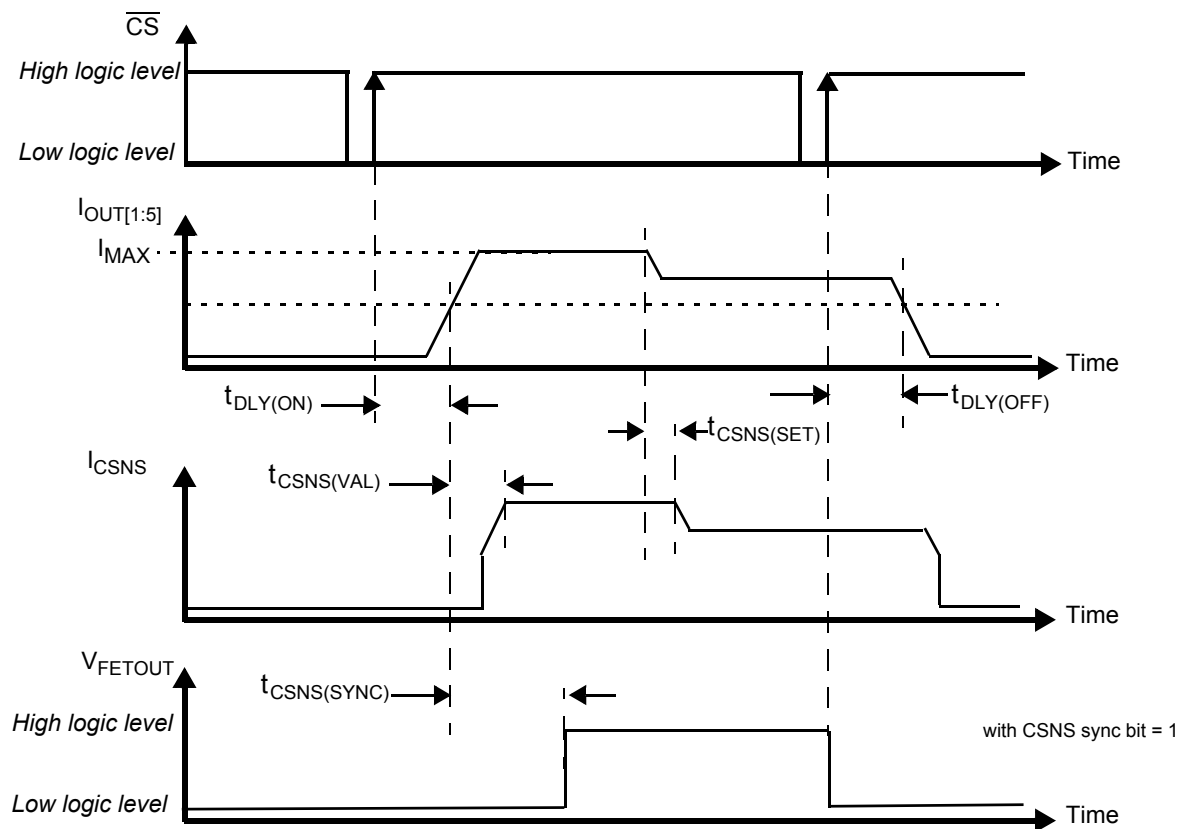 CS
High logic level
Low logic level
Time
IOUT[1:5]
IMAX
Time
tDLY(ON)
tDLY(OFF)
tCSNS(SET)
ICSNS
tCSNS(VAL)
Time
VFETOUT
tCSNS(SYNC)
High logic level
with CSNS sync bit = 1
Low logic level
Time